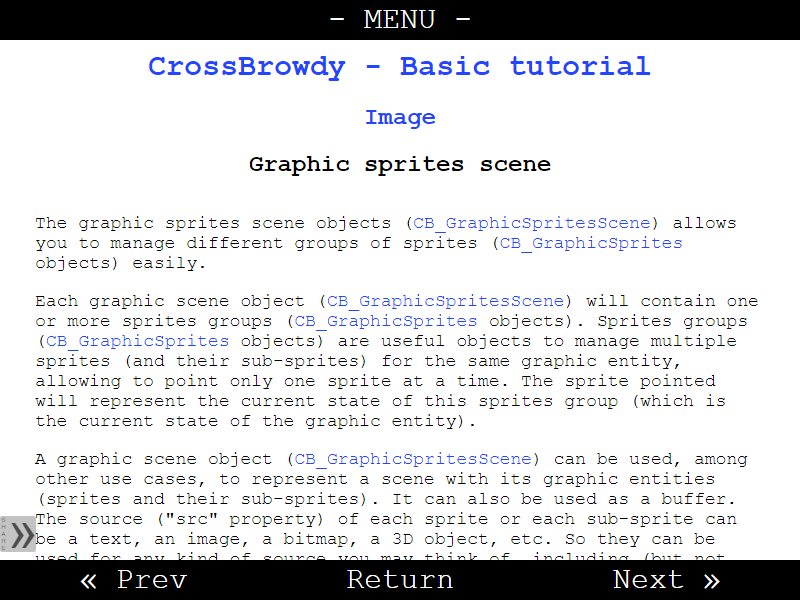 - MENU -
CrossBrowdy - Basic tutorial
Image
Graphic sprites scene
The graphic sprites scene objects (CB_GraphicSpritesScene) allows
you to manage different groups of sprites (CB_GraphicSprites
objects) easily.
Each graphic scene object (CB_GraphicSpritesScene) will contain one
or more sprites groups (CB_GraphicSprites objects). Sprites groups
(CB_GraphicSprites objects) are useful objects to manage multiple
sprites (and their sub-sprites) for the same graphic entity,
allowing to point only one sprite at a time. The sprite pointed
will represent the current state of this sprites group (which is
the current state of the graphic entity).
A graphic scene object (CB_GraphicSpritesScene) can be used, among
other use cases, to represent a scene with its graphic entities
(sprites and their sub-sprites). It can also be used as a buffer.
The source ("src" property) of each sprite or each sub-sprite can
be a text, an image, a bitmap, a 3D object, etc. So they can be
used for any kind of source you may think of, including (but not
SHARE »
« Prev Return Next »